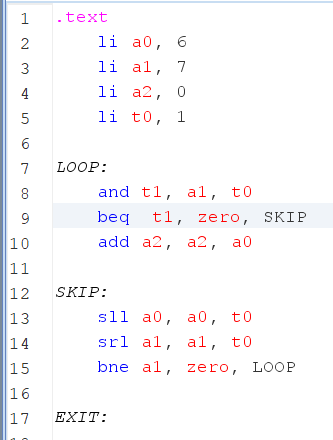 1 .text
2 li a0, 6
3 li a1, 7
4 li a2, 0
5 li t0, 1
6
7 LOOP:
8 and t1, a1, t0
9 beq t1, zero, SKIP
10 add a2, a2, a0
11
12 SKIP:
13 sll a0, a0, t0
14 srl a1, a1, t0
15 bne a1, zero, LOOP
16
17 EXIT: